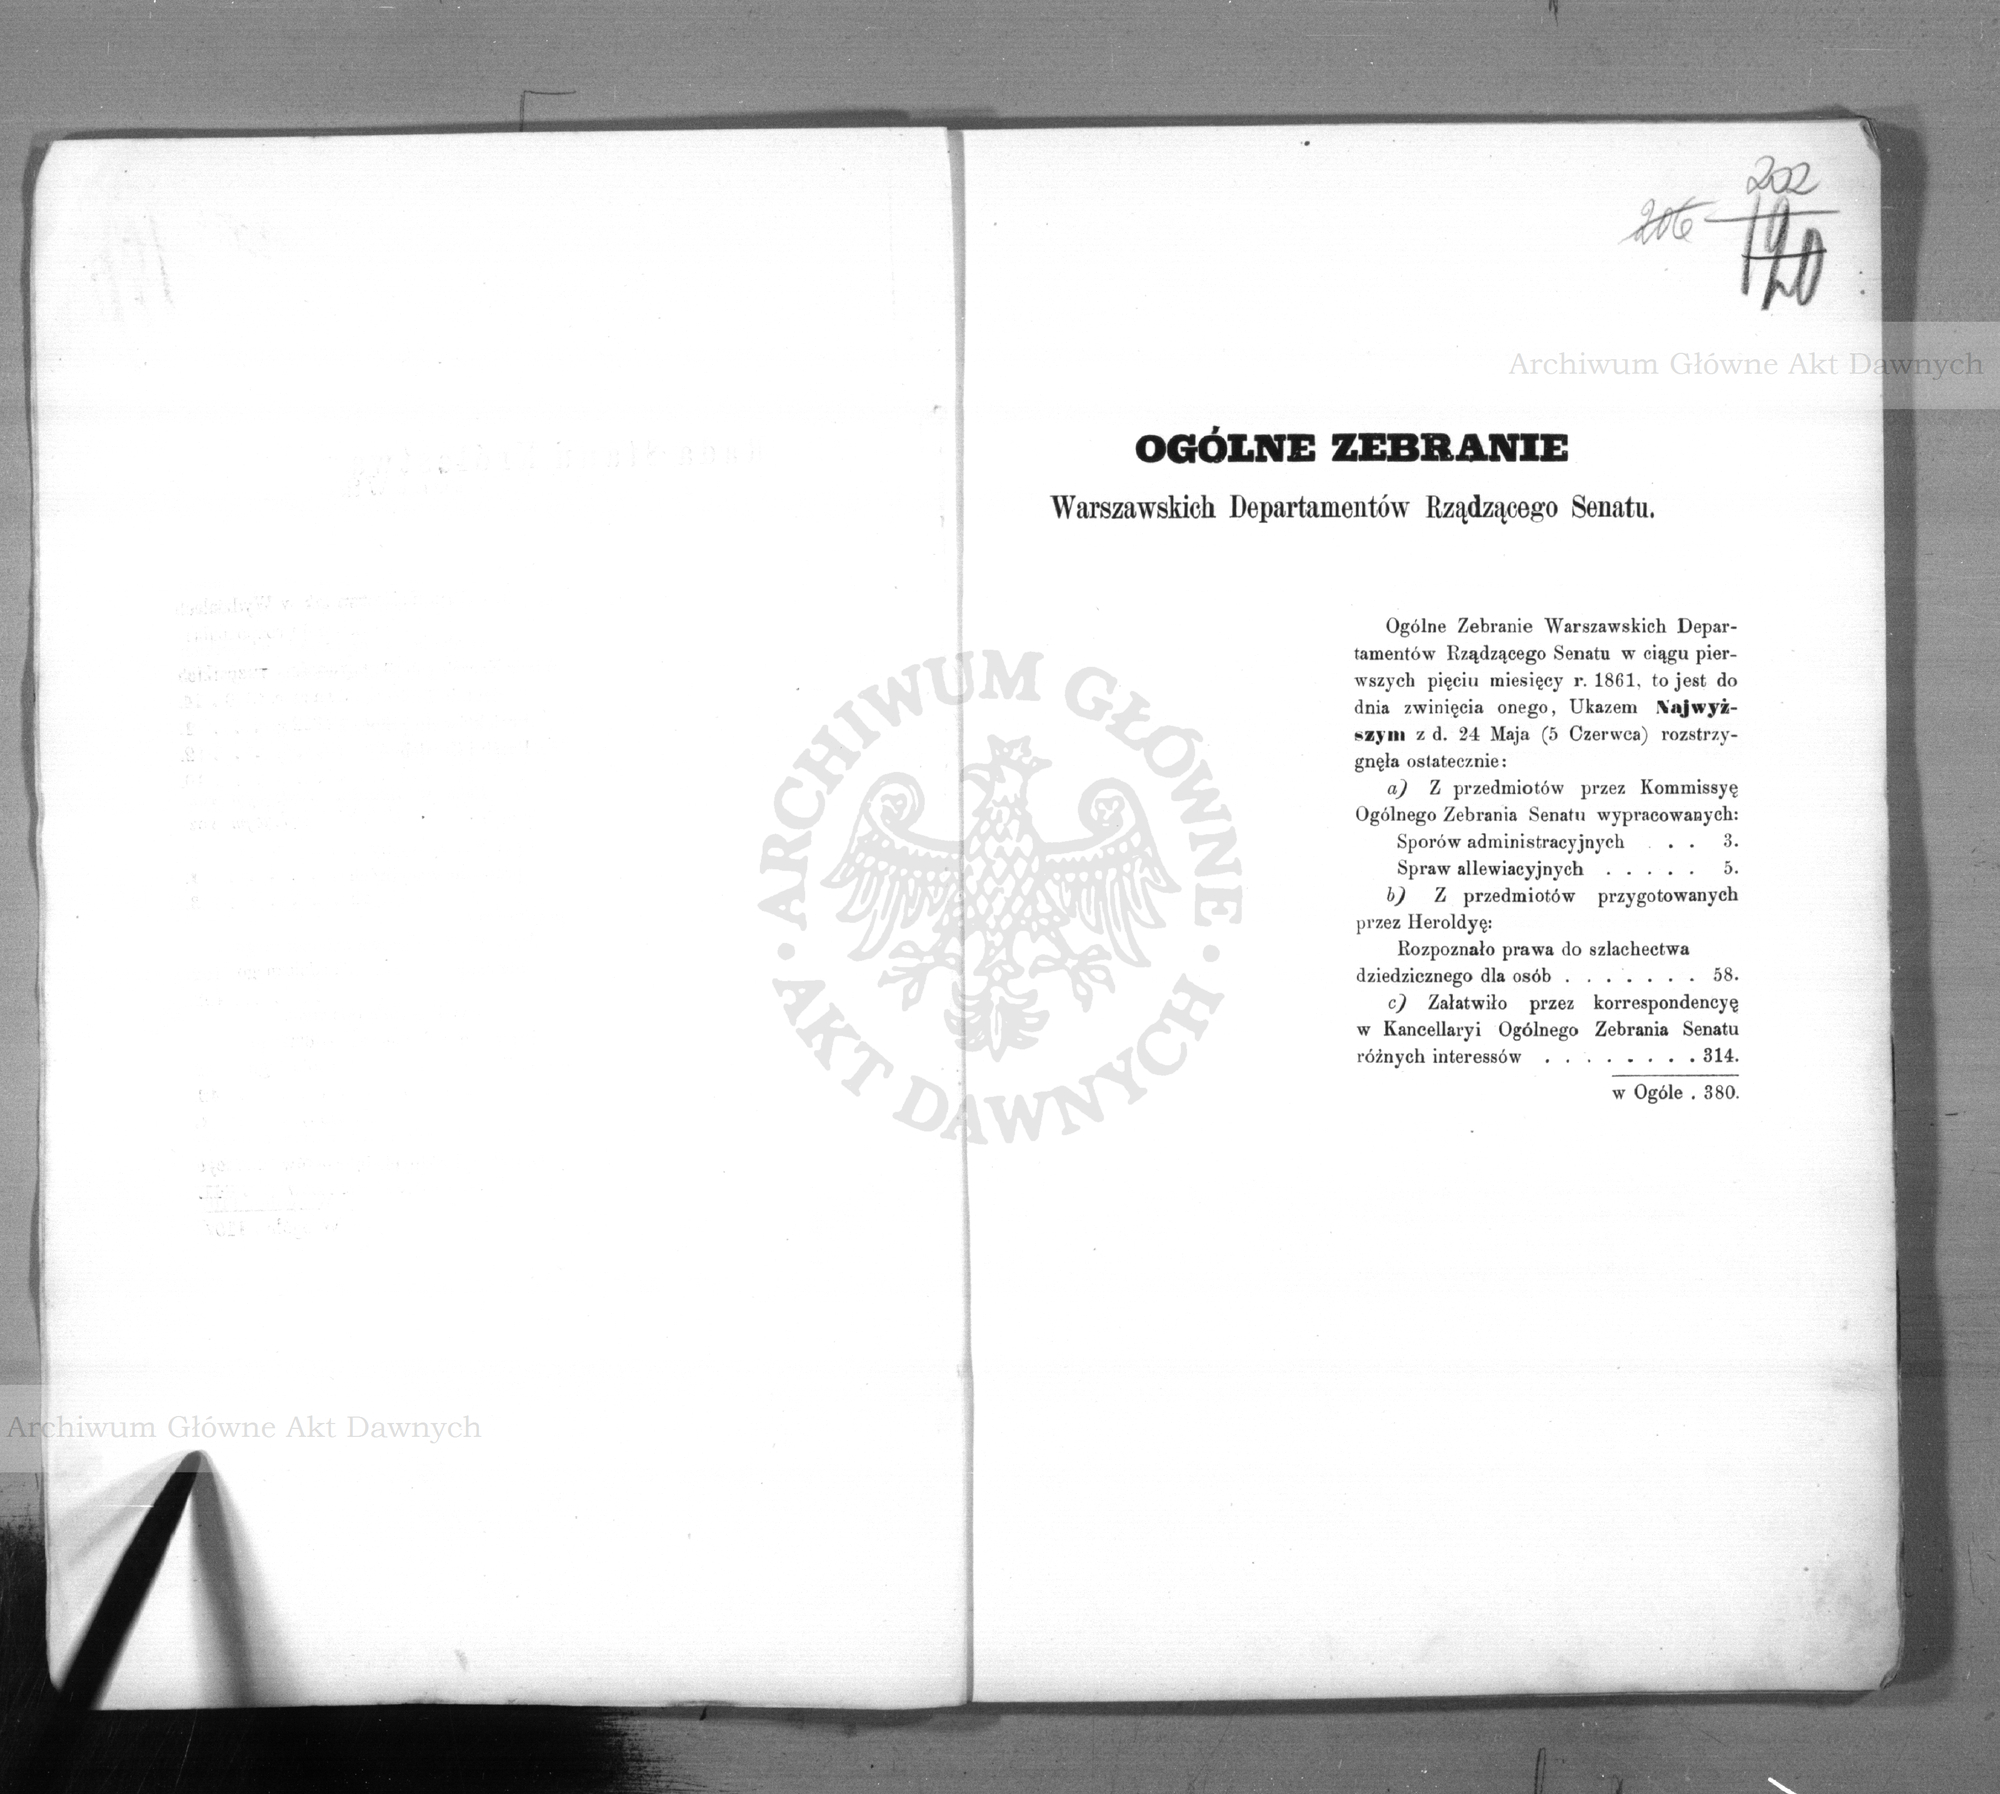 202
206
190
Archiwum Główne Akt Dawnych
OGÓLNE ZEBRANIE
Warszawskich Departamentów Rządzącego Senatu.
Ogólne Zebranie Warszawskich Depar-
tamentów Rządzącego Senatu w ciągu pier-
wszych pięciu miesięcy r. 1861, to jest do
dnia zwinięcia onego, Ukazem Najwyż-
szym z d. 24 Maja (5 Czerwca) rozstrzy-
gnęła ostatecznie:
a) Z przedmiotów przez Kommissyę
Ogólnego Zebrania Senatu wypracowanych:
Sporów administracyjnych . . . 3.
Spraw allewiacyjnych . . . . . 5.
b) Z przedmiotów przygotowanych
przez Heroldyę:
Rozpoznało prawa do szlachectwa
dziedzicznego dla osób . . . . . . . 58.
c) Załatwiło przez korrespondencyę
w Kancellaryi Ogólnego Zebrania Senatu
różnych interessów . . . . . . . . 314.
w Ogóle . 380.
ARCHIWUM GŁÓWNE
AKT DAWNYCH
Archiwum Główne Akt Dawnych